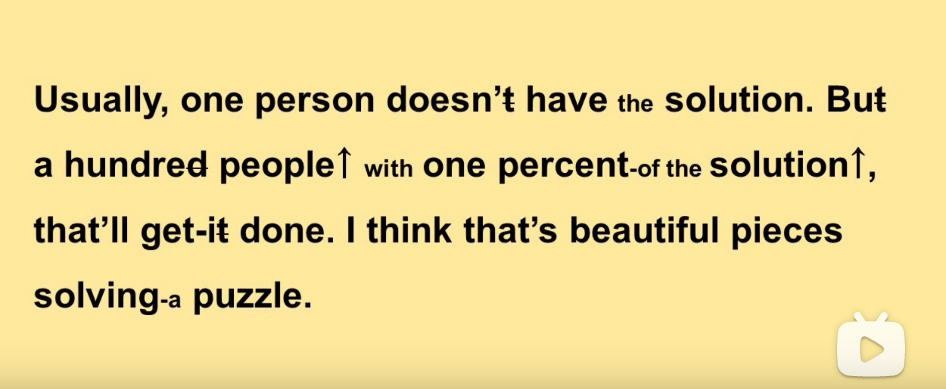 Usually, one person doesn't have the solution. But
a hundred people↑ with one percent-of the solution↑,
that'll get-it done. I think that's beautiful pieces
solving-a puzzle.